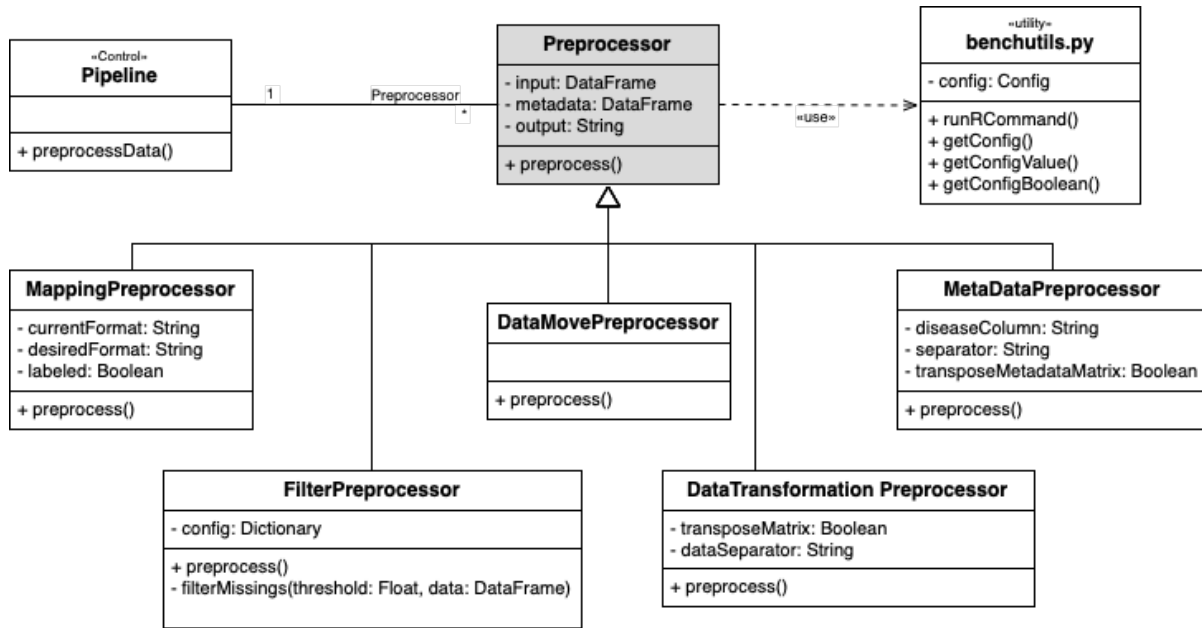 «Control»
Pipeline
+ preprocessData()
1
Preprocessor
*
Preprocessor
- input: DataFrame
- metadata: DataFrame
- output: String
+ preprocess()
«use»
«utility»
benchutils.py
- config: Config
+ runRCommand()
+ getConfig()
+ getConfigValue()
+ getConfigBoolean()
MappingPreprocessor
- currentFormat: String
- desiredFormat: String
- labeled: Boolean
+ preprocess()
DataMovePreprocessor
+ preprocess()
MetaDataPreprocessor
- diseaseColumn: String
- separator: String
- transposeMetadataMatrix: Boolean
+ preprocess()
FilterPreprocessor
- config: Dictionary
+ preprocess()
- filterMissings(threshold: Float, data: DataFrame)
DataTransformation Preprocessor
- transposeMatrix: Boolean
- dataSeparator: String
+ preprocess()